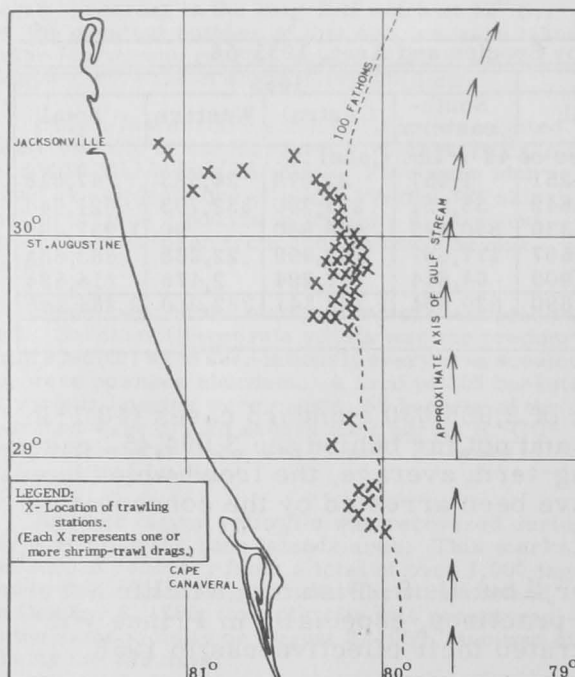 100 FATHOMS
JACKSONVILLE
30°
ST. AUGUSTINE
APPROXIMATE AXIS OF GULF STREAM
29°
LEGEND:
X- Location of trawling
stations.
(Each X represents one or
more shrimp-trawl drags.)
CAPE
CANAVERAL
81°
80°
79°